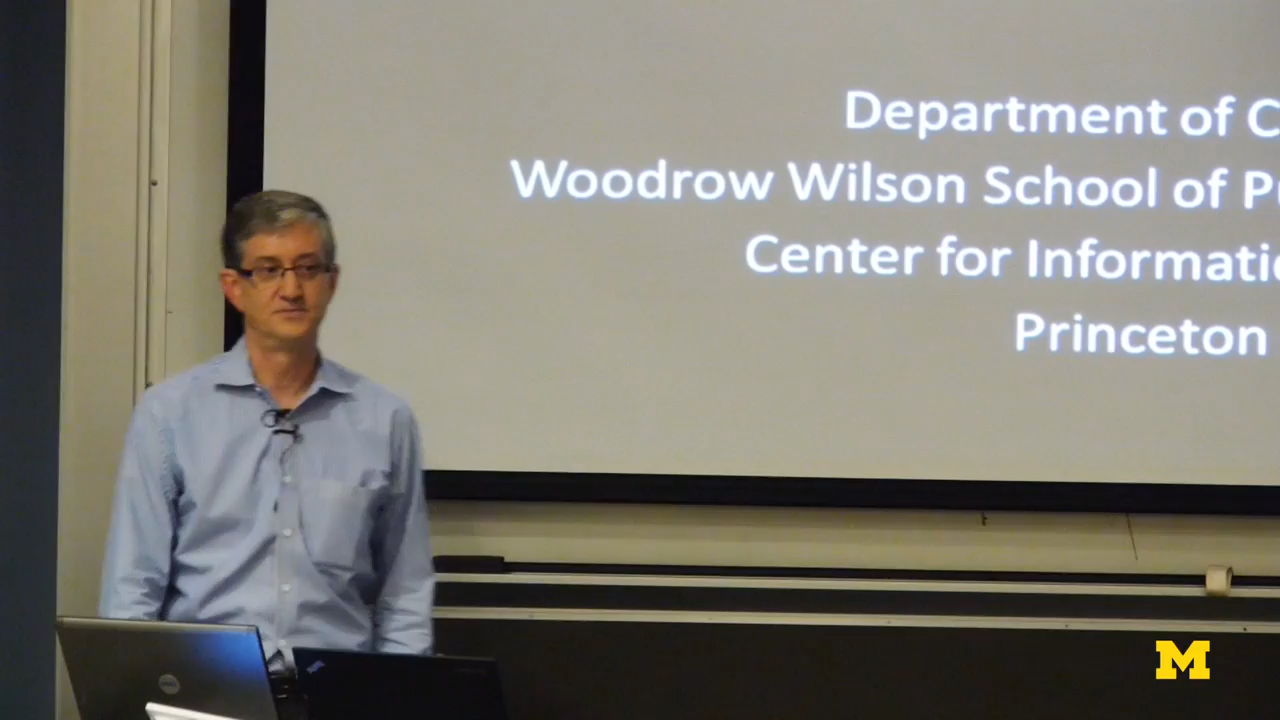 Department of C
Woodrow Wilson School of P
Center for Informati
Princeton
M